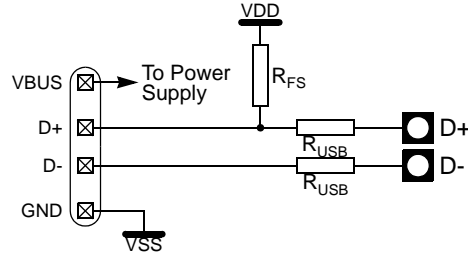 VDD
VBUS
To Power
Supply
RFS
D+
RUSB
D+
D-
RUSB
D-
GND
VSS